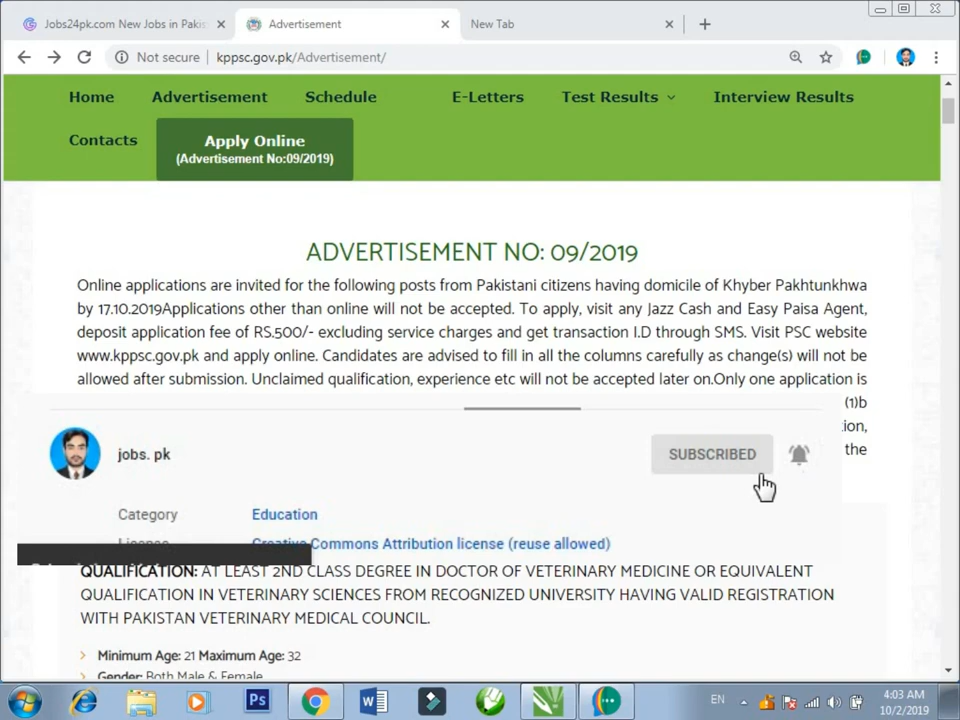 Jobs24pk.com New Jobs in Pakis
Advertisement
New Tab
Not secure
kppsc.gov.pk/Advertisement/
Home
Advertisement
Schedule
E-Letters
Test Results
Interview Results
Contacts
Apply Online
(Advertisement No:09/2019)
ADVERTISEMENT NO: 09/2019
Online applications are invited for the following posts from Pakistani citizens having domicile of Khyber Pakhtunkhwa
by 17.10.2019Applications other than online will not be accepted. To apply, visit any Jazz Cash and Easy Paisa Agent,
deposit application fee of RS.500/- excluding service charges and get transaction I.D through SMS. Visit PSC website
www.kppsc.gov.pk and apply online. Candidates are advised to fill in all the columns carefully as change(s) will not be
allowed after submission. Unclaimed qualification, experience etc will not be accepted later on.Only one application is
(1)b
ion,
the
jobs. pk
SUBSCRIBED
Category
Education
License
Creative Commons Attribution license (reuse allowed)
QUALIFICATION: AT LEAST 2ND CLASS DEGREE IN DOCTOR OF VETERINARY MEDICINE OR EQUIVALENT
QUALIFICATION IN VETERINARY SCIENCES FROM RECOGNIZED UNIVERSITY HAVING VALID REGISTRATION
WITH PAKISTAN VETERINARY MEDICAL COUNCIL.
Minimum Age: 21 Maximum Age: 32
Gender: Both Male & Female
Ps
EN
4:03 AM
10/2/2019